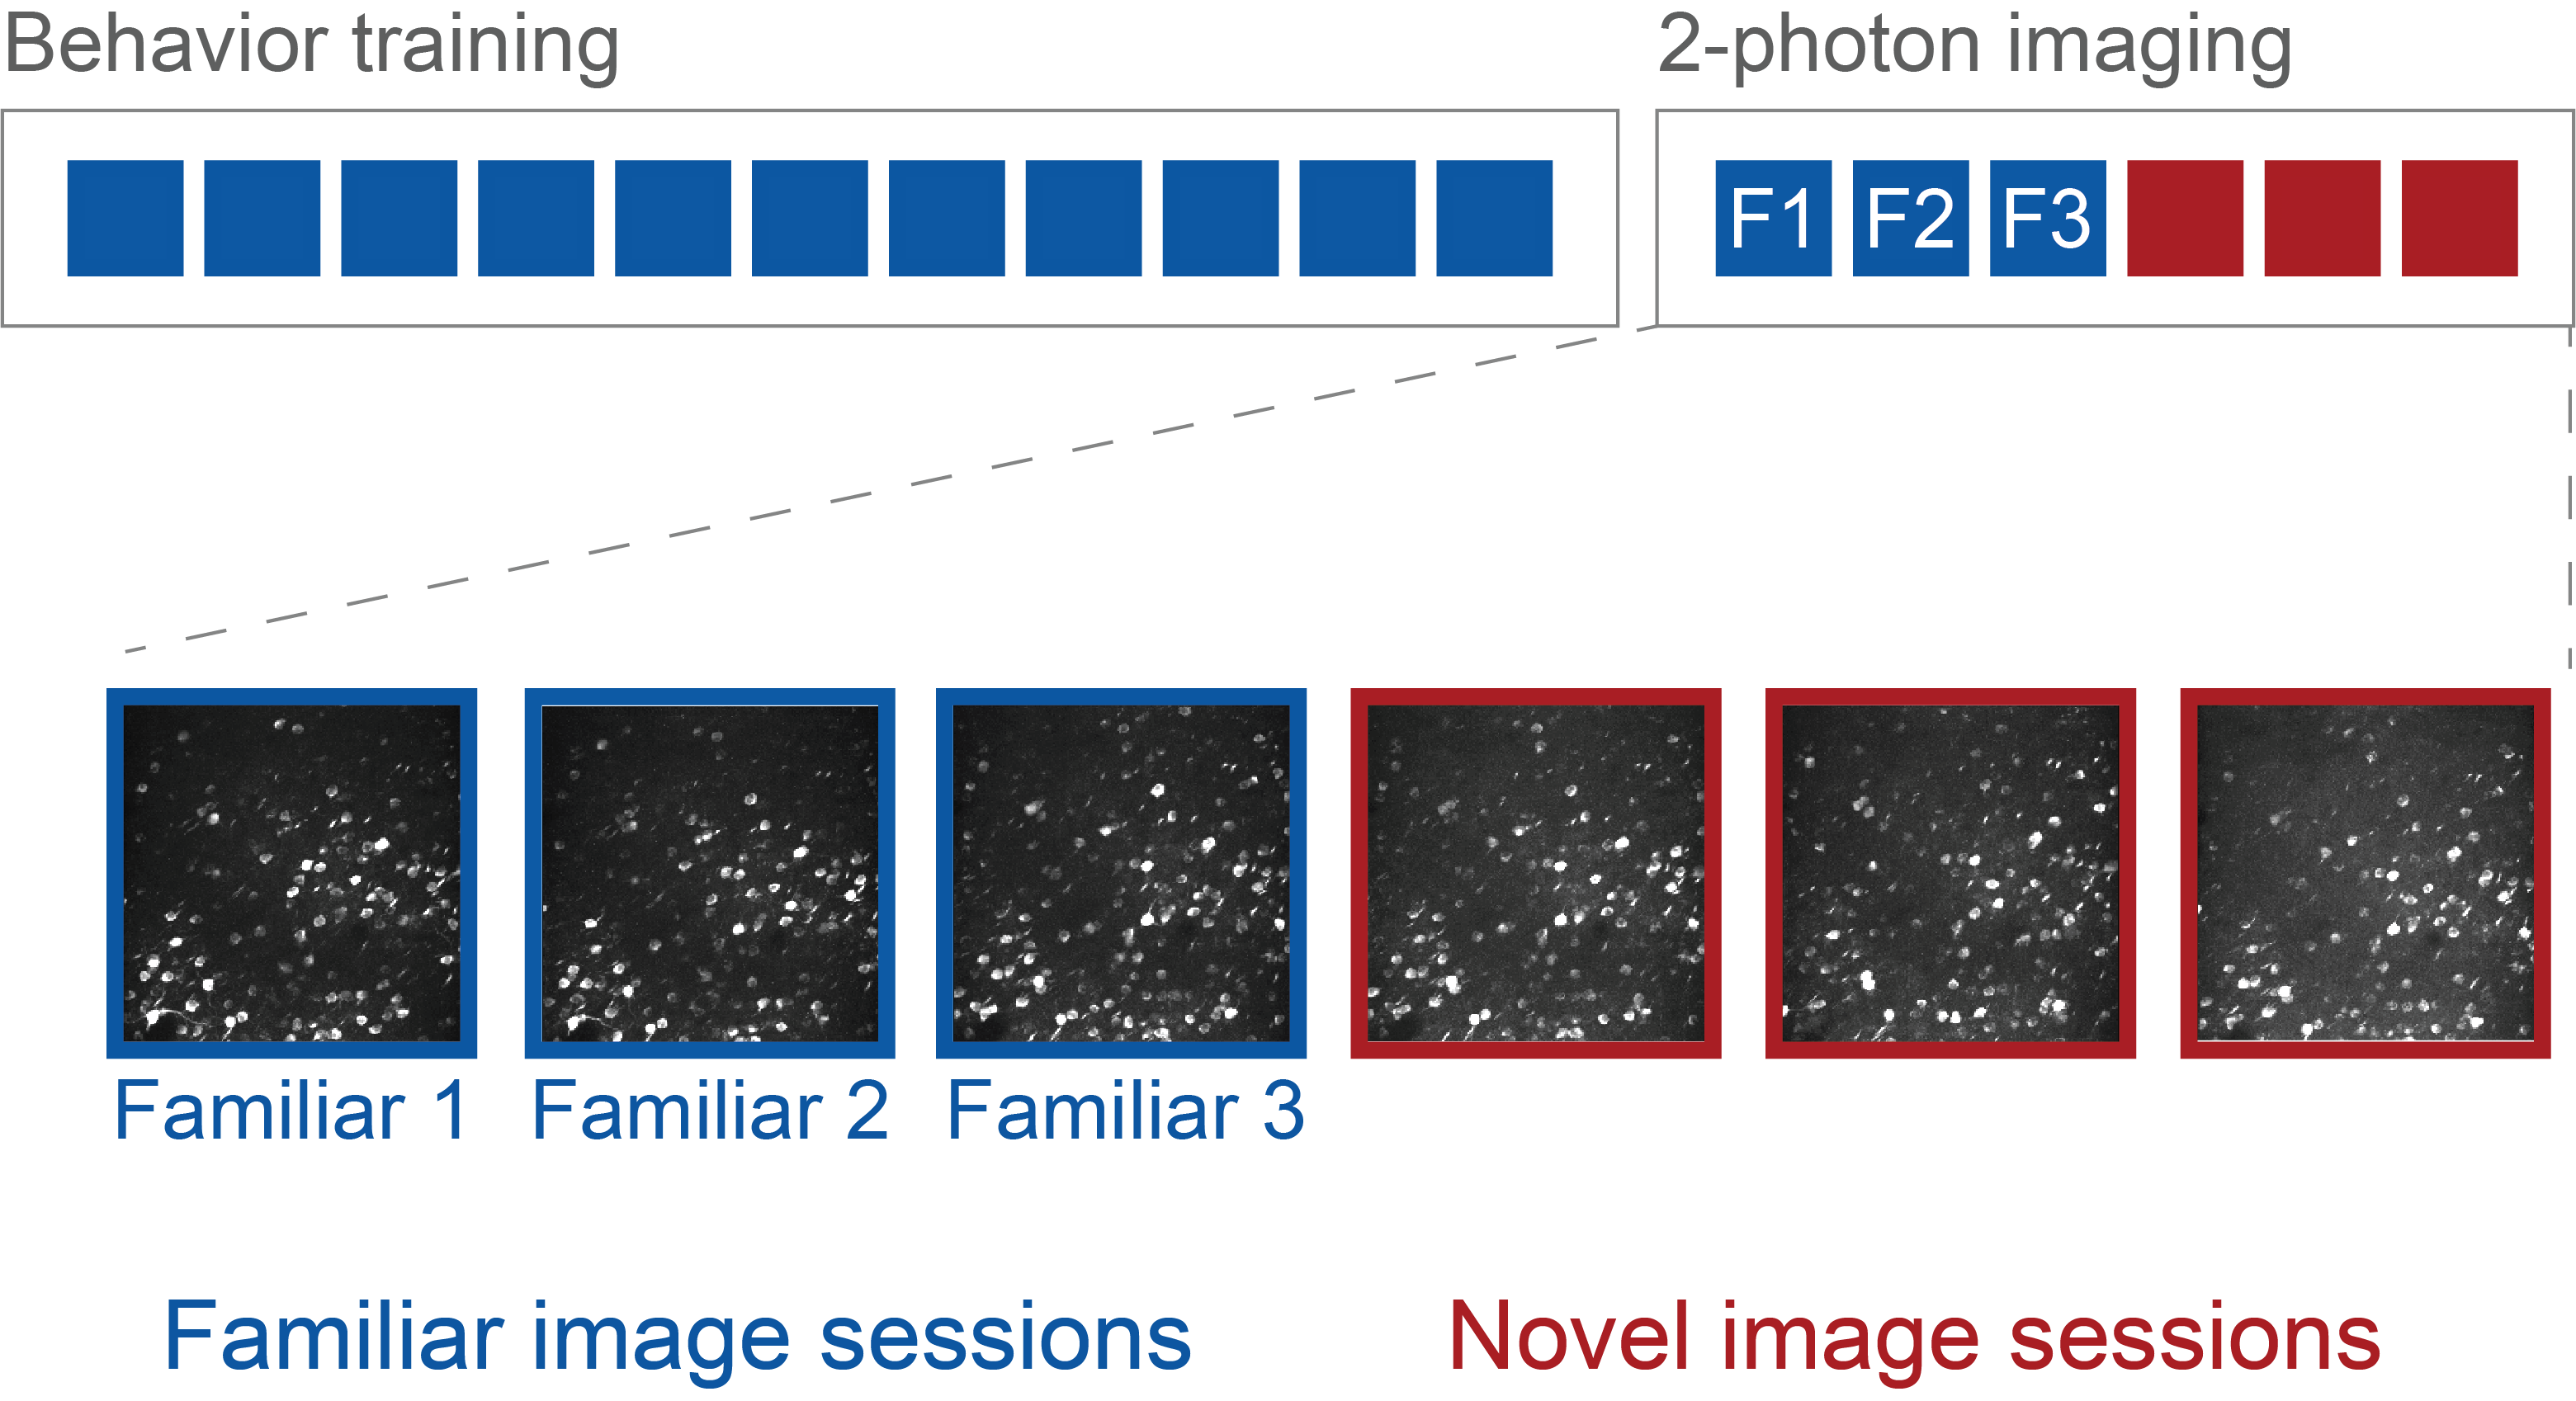 Behavior training
2-photon imaging
F1 F2 F3
Familiar 1
Familiar 2
Familiar 3
Familiar image sessions
Novel image sessions